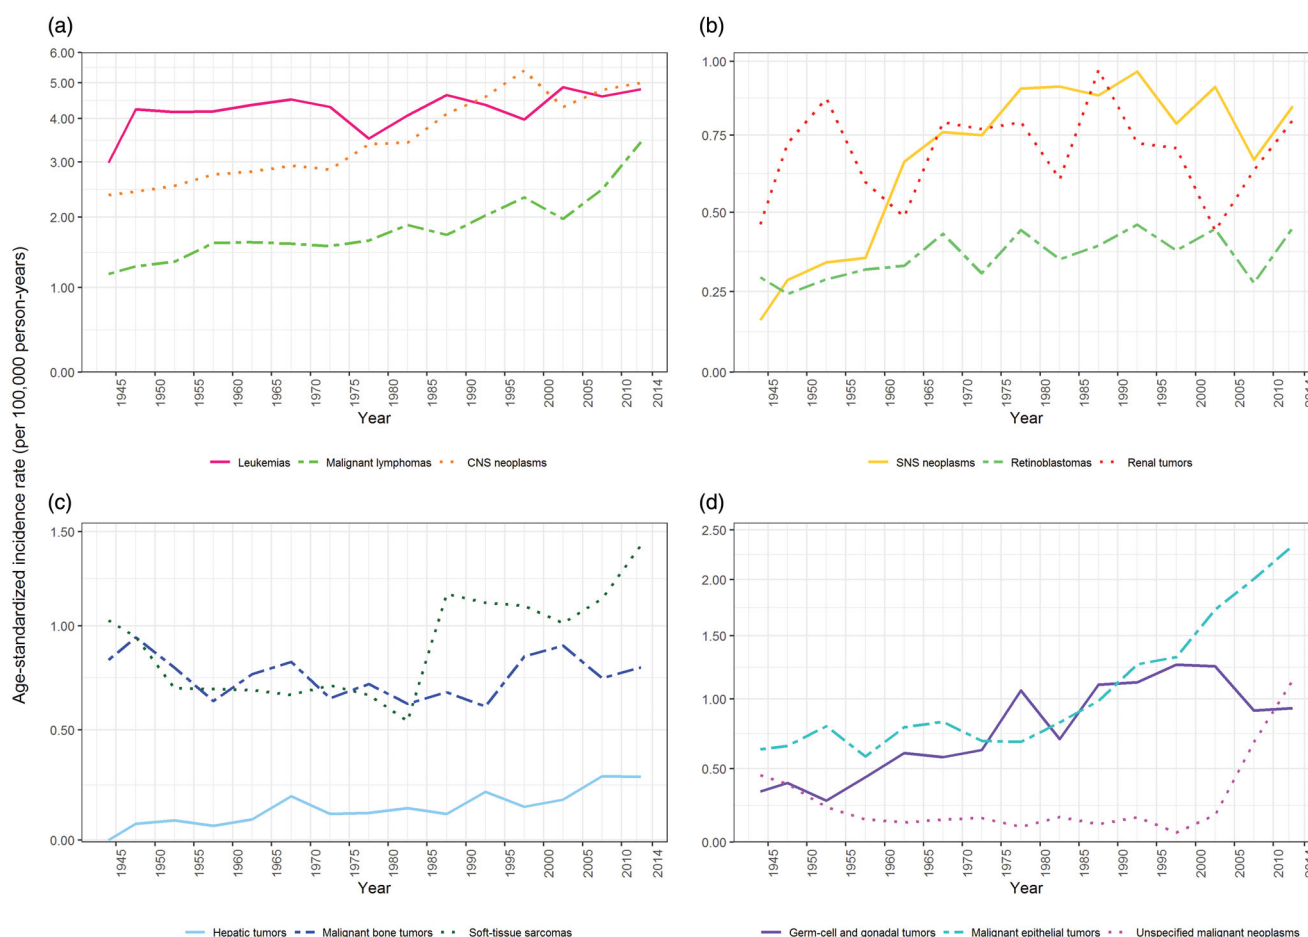 Age-standardized incidence rate (per 100,000 person-years)
(a)
6.00
5.00
4.00
3.00
2.00
1.00
0.00
1945 1950 1955 1960 1965 1970 1975 1980 1985 1990 1995 2000 2005 2010 2014
Year
Leukemias Malignant lymphomas CNS neoplasms
(b)
1.00
0.75
0.50
0.25
0.00
1945 1950 1955 1960 1965 1970 1975 1980 1985 1990 1995 2000 2005 2010 2014
Year
SNS neoplasms Retinoblastomas Renal tumors
(c)
1.50
1.00
0.50
0.00
1945 1950 1955 1960 1965 1970 1975 1980 1985 1990 1995 2000 2005 2010 2014
Year
Hepatic tumors Malignant bone tumors Soft-tissue sarcomas
(d)
2.50
2.00
1.50
1.00
0.50
0.00
1945 1950 1955 1960 1965 1970 1975 1980 1985 1990 1995 2000 2005 2010 2014
Year
Germ-cell and gonadal tumors Malignant epithelial tumors Unspecified malignant neoplasms